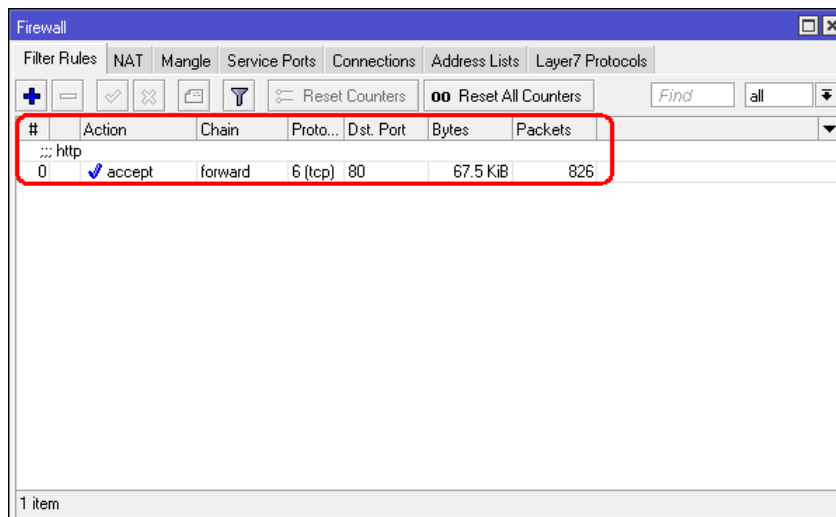 Firewall
Filter Rules NAT Mangle Service Ports Connections Address Lists Layer7 Protocols
Reset Counters 00 Reset All Counters Find all
# Action Chain Proto... Dst. Port Bytes Packets
;;; http
0 accept forward 6 (tcp) 80 67.5 KiB 826
1 item